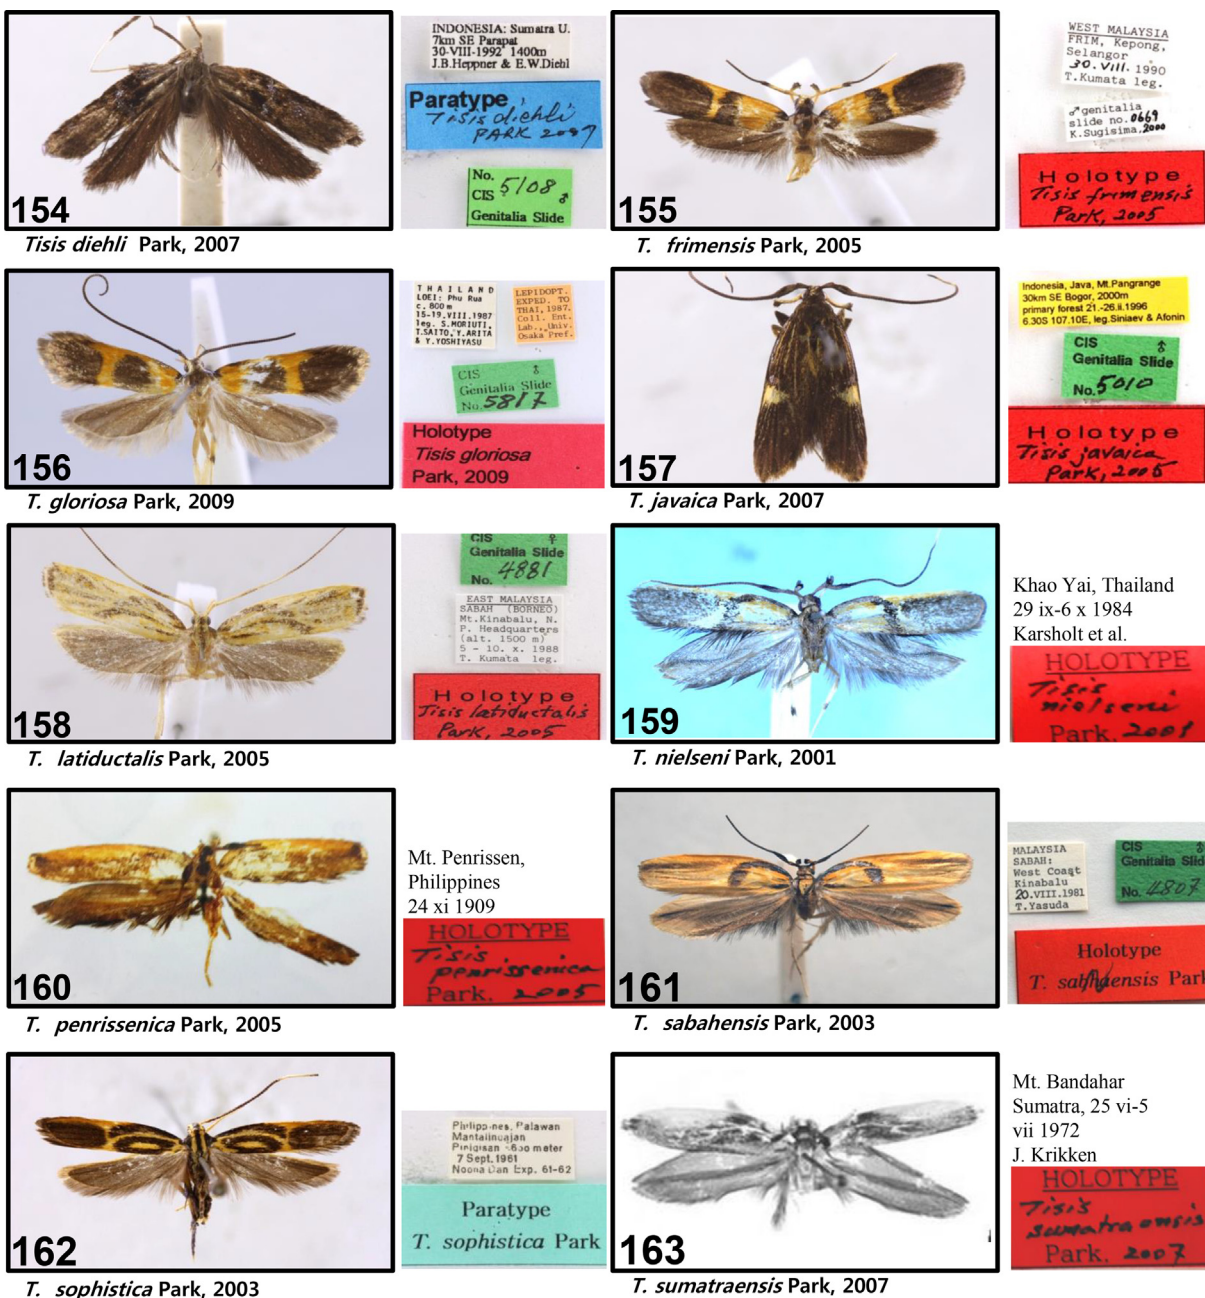 INDONESIA: Sumatra U.
7km SE Parapat
30-VIII-1992 1400m
J.B.Heppner & E.W.Diehl
Paratype
Tisis diehli
PARK 2007
No. 5108
CIS ♂
Genitalia Slide
154
Tisis diehli Park, 2007
WEST MALAYSIA
FRIM, Kepong,
Selangor
30.VIII.1990
T.Kumata leg.
♂genitalia
slide no.0669
K.Sugisima.2000
Holotype
Tisis frimensis
Park, 2005
155
T. frimensis Park, 2005
THAILAND
LOEI: Phu Rua
c. 800 m
15-19.VIII.1987
leg. S.MORIUTI,
T.SAITO,Y.ARITA
& Y.YOSHIYASU
LEPIDOPT.
EXPED. TO
THAI,1987.
Coll. Ent.
Lab., Univ.
Osaka Pref.
CIS ♂
Genitalia Slide
No. 5817
Holotype
Tisis gloriosa
Park, 2009
156
T. gloriosa Park, 2009
Indonesia, Java, Mt.Pangrange
30km SE Bogor, 2000m
primary forest 21.-26.ii.1996
6.30S 107.10E, leg.Siniaev & Afonin
CIS ♂
Genitalia Slide
No. 5010
Holotype
Tisis javaica
Park, 2005
157
T. javaica Park, 2007
CIS ♀
Genitalia Slide
No. 4881
EAST MALAYSIA
SABAH (BORNEO)
Mt.Kinabalu, N.
P. Headquarters
(alt. 1500 m)
5 - 10. x. 1988
T. Kumata leg.
Holotype
Tisis latiductalis
Park, 2005
158
T. latiductalis Park, 2005
Khao Yai, Thailand
29 ix-6 x 1984
Karsholt et al.
HOLOTYPE
Tisis
nielseni
Park. 2001
159
T. nielseni Park, 2001
Mt. Penrissen,
Philippines
24 xi 1909
HOLOTYPE
Tisis
penrissenica
Park. 2005
160
T. penrissenica Park, 2005
MALAYSIA
SABAH:
West Coast
Kinabalu
20.VIII.1981
T.Yasuda
CIS ♂
Genitalia Slid
No. 4807
Holotype
T. sabahensis Park
161
T. sabahensis Park, 2003
Philippines, Palawan
Mantalingajan
Pinigisan 600 meter
7 Sept. 1961
Noona Dan Exp. 61-62
Paratype
T. sophistica Park
162
T. sophistica Park, 2003
Mt. Bandahar
Sumatra, 25 vi-5
vii 1972
J. Krikken
HOLOTYPE
Tisis
sumatraensis
Park. 2007
163
T. sumatraensis Park, 2007